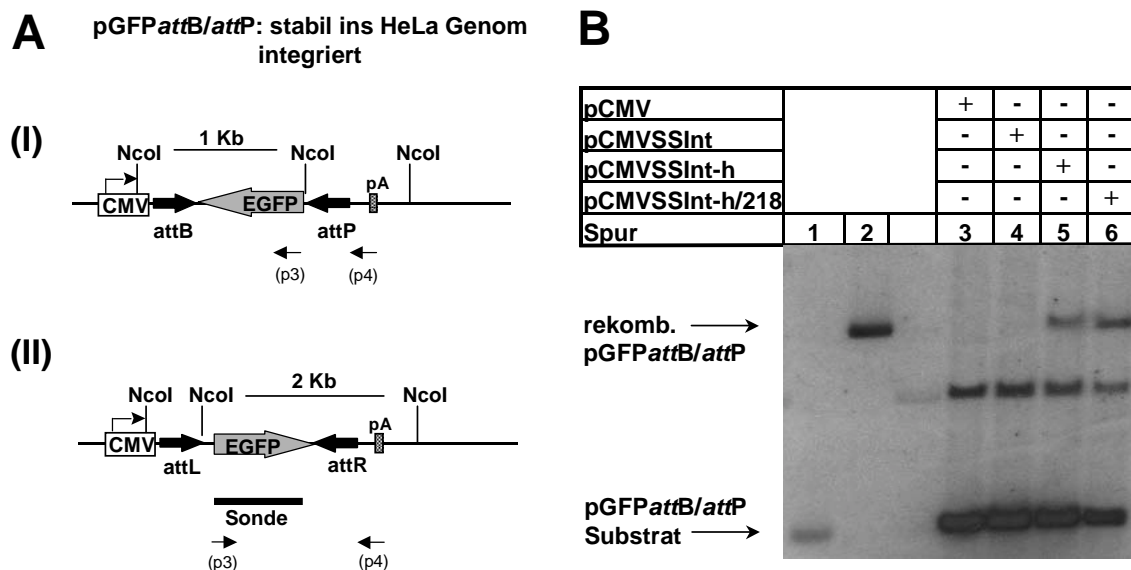 A
pGFPattB/attP: stabil ins HeLa Genom
integriert
(I)
1 Kb
NcoI NcoI NcoI
CMV EGFP pA
attB attP
(p3) (p4)
(II)
2 Kb
NcoI NcoI NcoI
CMV EGFP pA
attL attR
Sonde
(p3) (p4)
B
pCMV + - - -
pCMVSSInt - + - -
pCMVSSInt-h - - + -
pCMVSSInt-h/218 - - - +
Spur 1 2 3 4 5 6
rekomb.
pGFPattB/attP
pGFPattB/attP
Substrat